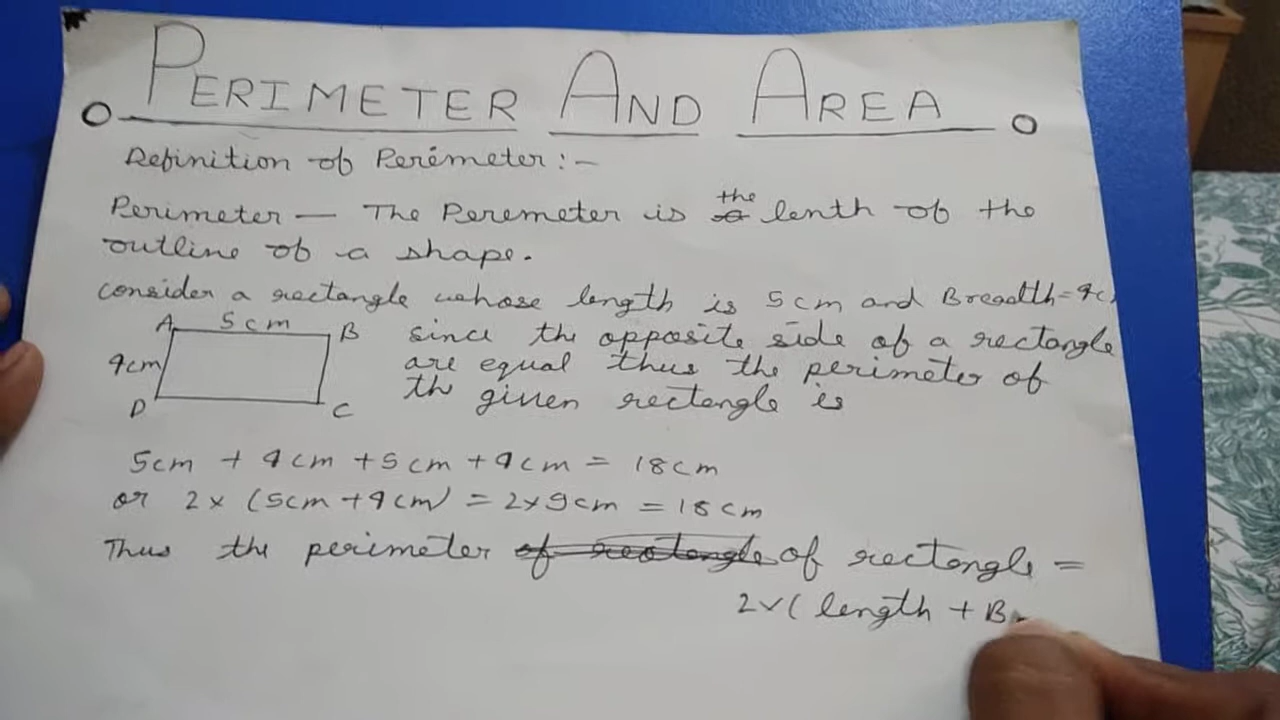 PERIMETER AND AREA
Definition of Perimeter :-
the
Perimeter — The Peremeter is lenth of the
outline of a shape.
consider a rectangle whose length is 5cm and Breadth=4c
A 5cm B
since the opposite side of a rectangle
4cm
are equal thus the perimeter of
D C
th given rectangle is
5cm + 4cm + 5cm + 4cm = 18cm
or 2 × (5cm + 4cm) = 2×9cm = 18cm
Thus the perimeter of rectangle of rectangle =
2×( length + B